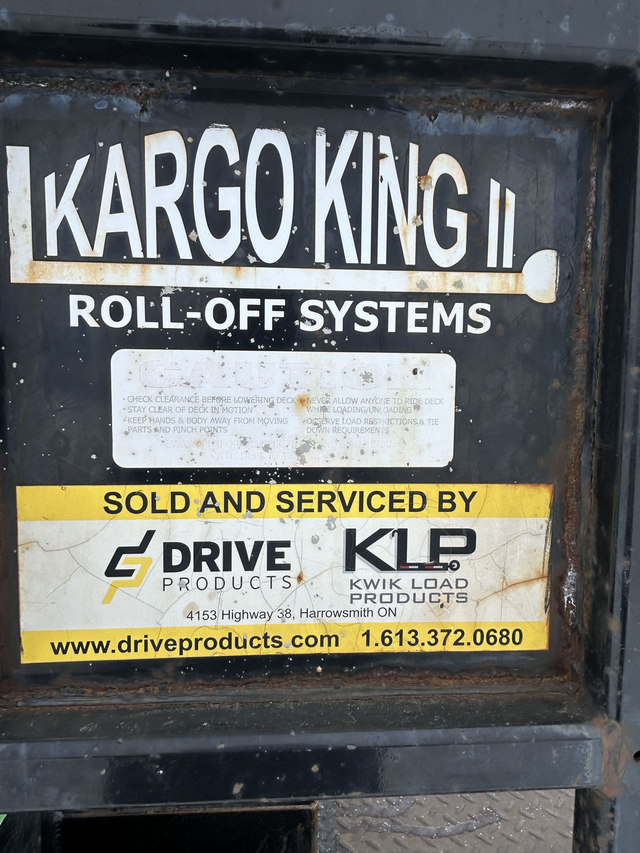 KARGO KING II
ROLL-OFF SYSTEMS
CAUTION
· CHECK CLEARANCE BEFORE LOWERING DECK
· STAY CLEAR OF DECK IN MOTION
· KEEP HANDS & BODY AWAY FROM MOVING
PARTS AND PINCH POINTS
· NEVER ALLOW ANYONE TO RIDE DECK
WHILE LOADING/UNLOADING
· OBSERVE LOAD RESTRICTIONS & TIE
DOWN REQUIREMENTS
SOLD AND SERVICED BY
DRIVE
PRODUCTS
KLP
KWIK LOAD
PRODUCTS
4153 Highway 38, Harrowsmith ON
www.driveproducts.com 1.613.372.0680